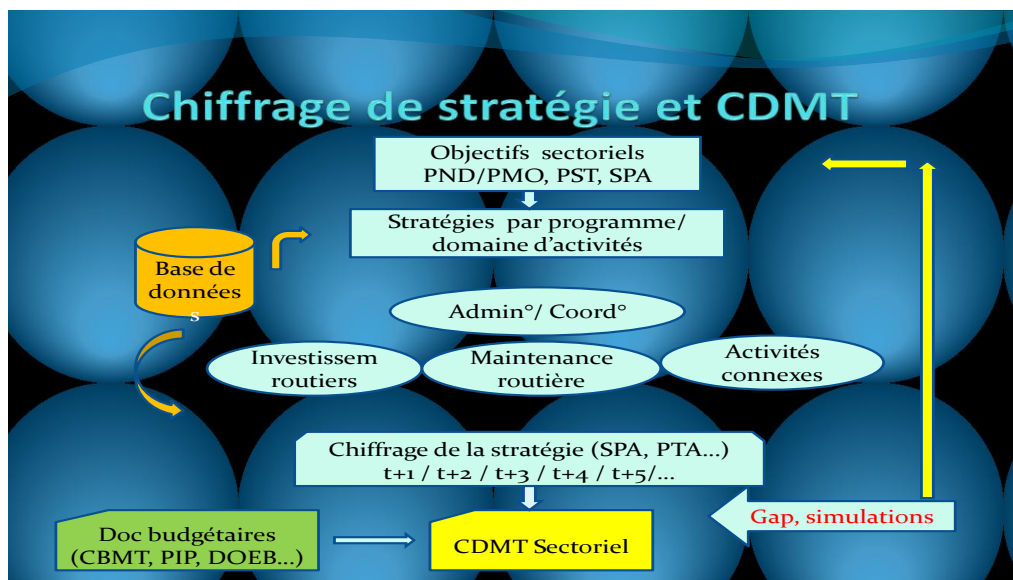 Chiffrage de stratégie et CDMT
Objectifs sectoriels
PND/PMO, PST, SPA
Stratégies par programme/
domaine d'activités
Base de
données
s
Admin°/ Coord°
Investissem
routiers
Maintenance
routière
Activités
connexes
Chiffrage de la stratégie (SPA, PTA...)
t+1 / t+2 / t+3 / t+4 / t+5/...
Gap, simulations
Doc budgétaires
(CBMT, PIP, DOEB...)
CDMT Sectoriel